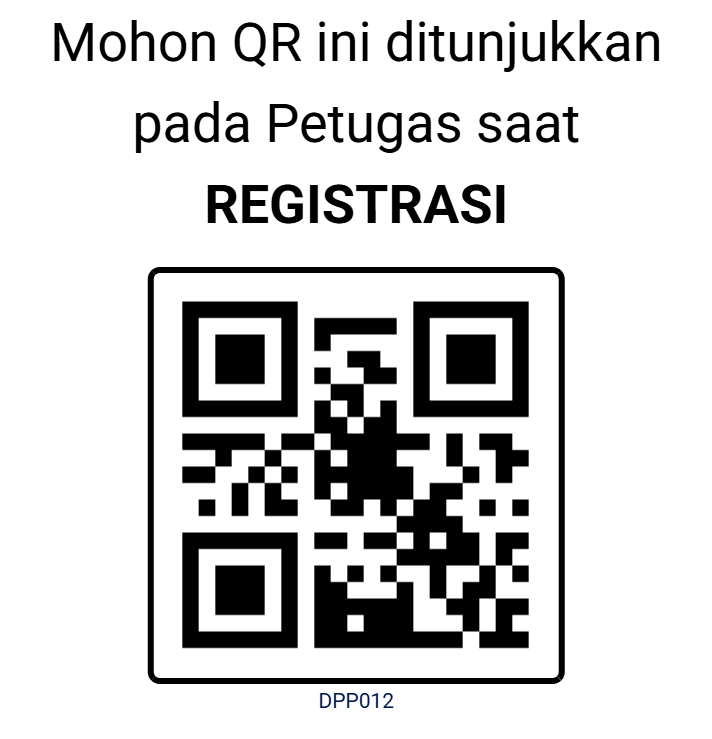 Mohon QR ini ditunjukkan
pada Petugas saat
REGISTRASI
DPP012